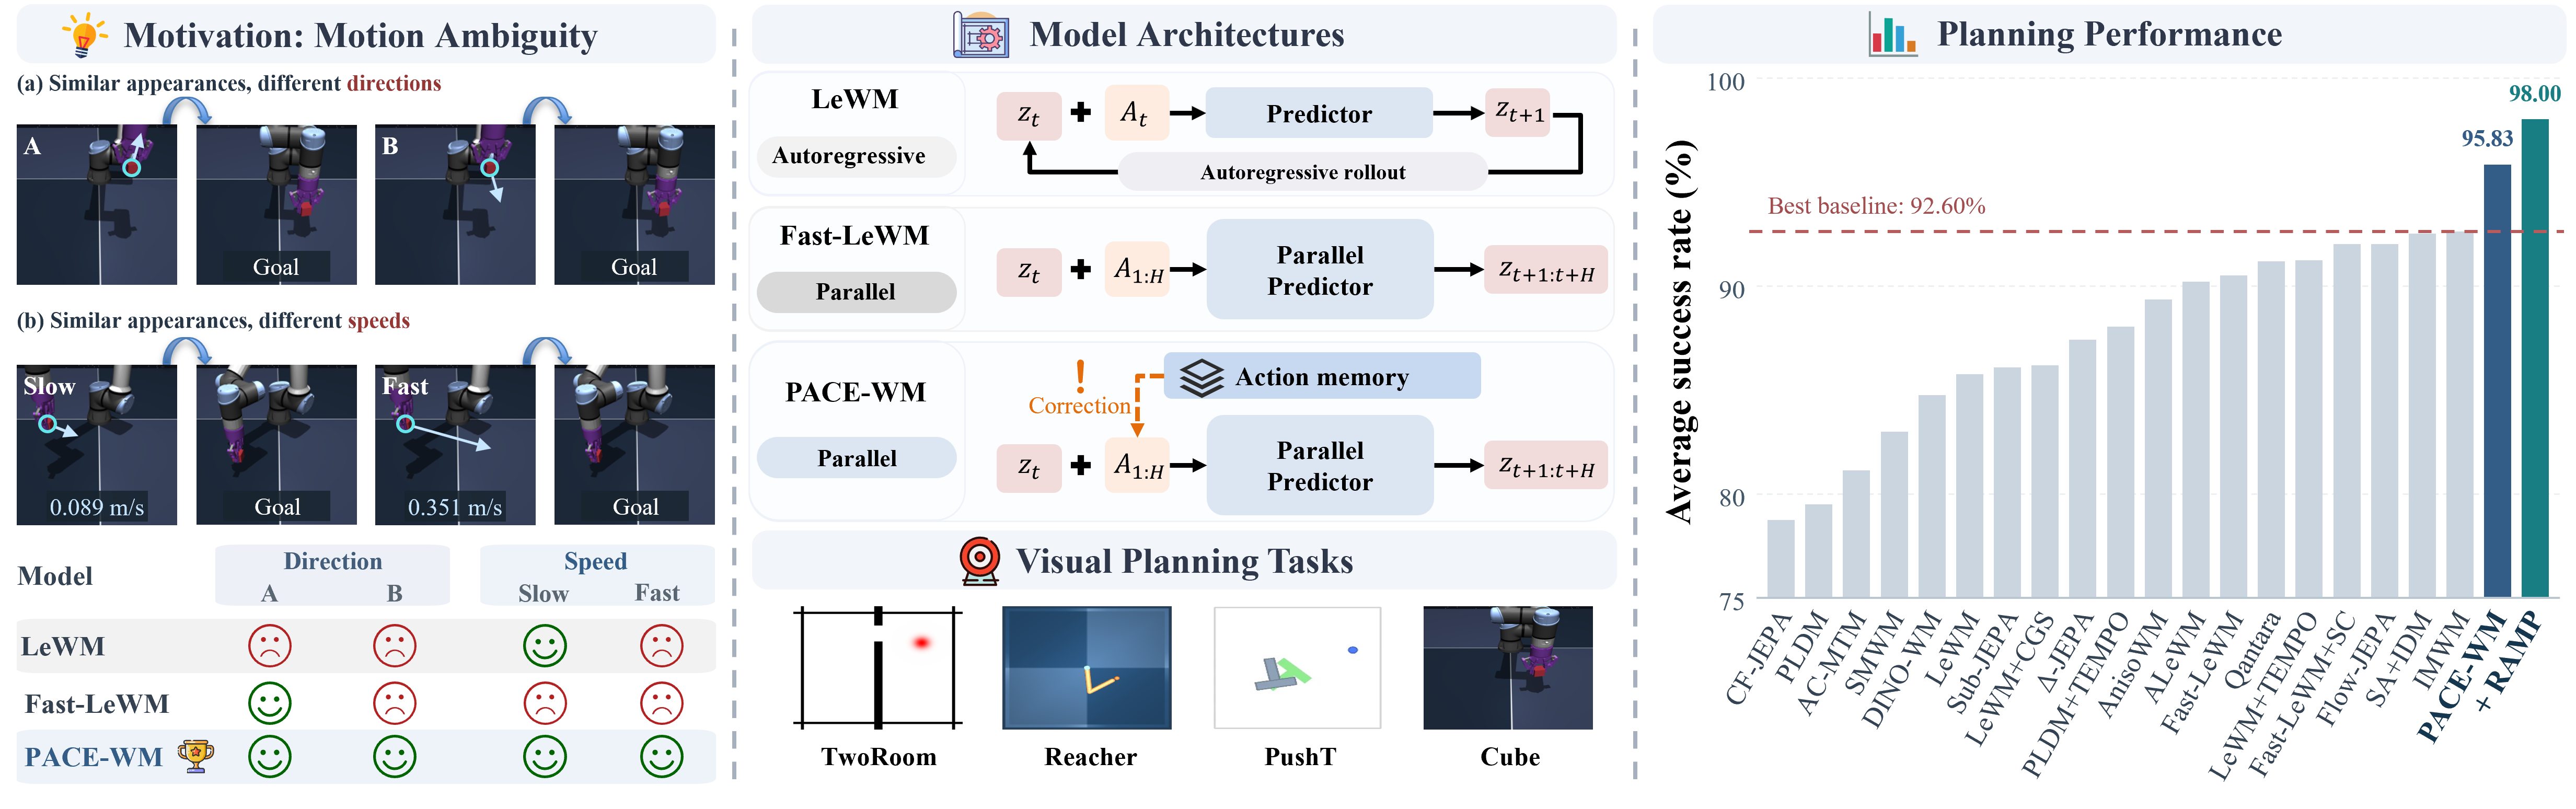 Motivation: Motion Ambiguity
(a) Similar appearances, different directions
A
Goal
B
Goal
(b) Similar appearances, different speeds
Slow
0.089 m/s
Goal
Fast
0.351 m/s
Goal
Model
Direction
Speed
A
B
Slow
Fast
LeWM
Fast-LeWM
PACE-WM
Model Architectures
LeWM
Autoregressive
z_t + A_t Predictor z_{t+1}
Autoregressive rollout
Fast-LeWM
Parallel
z_t + A_{1:H} Parallel Predictor z_{t+1:t+H}
PACE-WM
Parallel
! Correction
Action memory
z_t + A_{1:H} Parallel Predictor z_{t+1:t+H}
Visual Planning Tasks
TwoRoom
Reacher
PushT
Cube
Planning Performance
Average success rate (%)
100
90
80
75
Best baseline: 92.60%
95.83
98.00
CF-JEPA
PLDM
AC-MTM
SMWM
DINO-WM
LeWM
Sub-JEPA
LeWM+CGS
Δ-JEPA
PLDM+TEMPO
AnisoWM
ALeWM
Fast-LeWM
Qantara
LeWM+TEMPO
Fast-LeWM+SC
Flow-JEPA
SA+IDM
IMWM
PACE-WM
+ RAMP